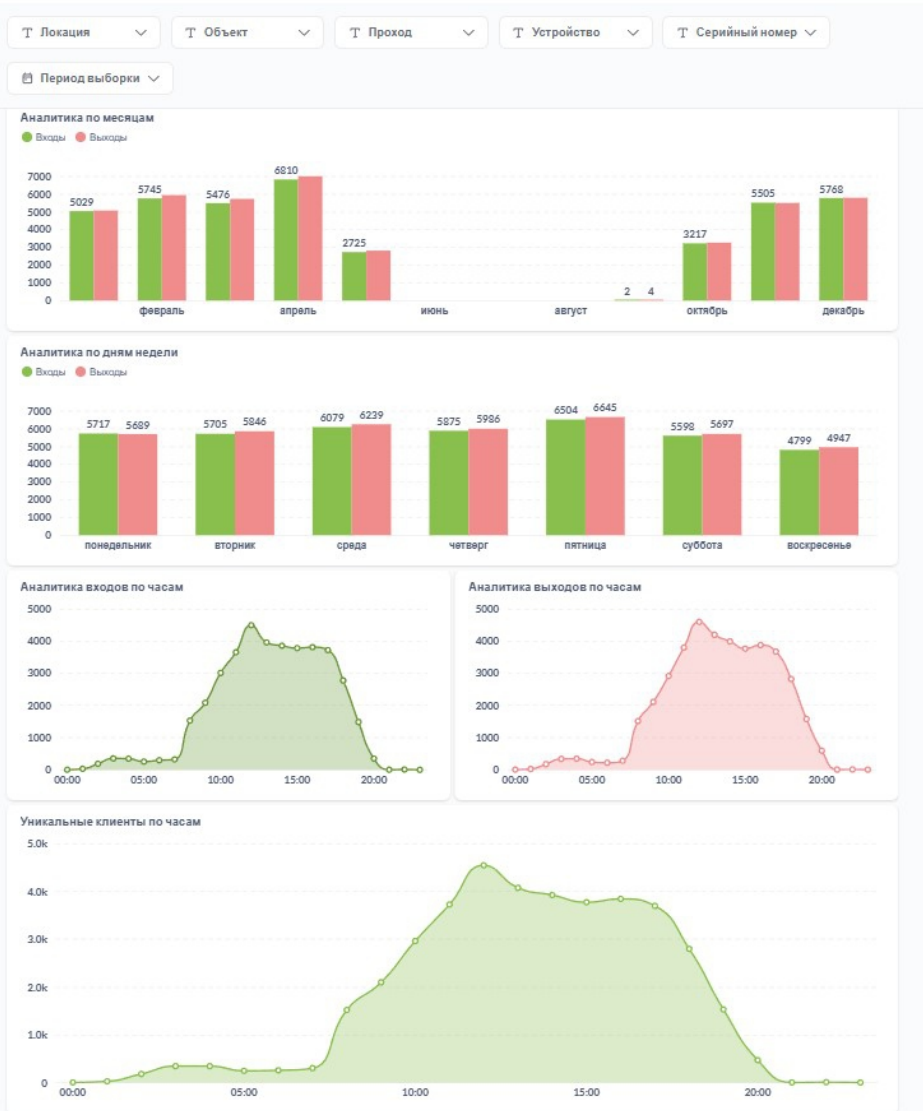 Локация
Объект
Проход
Устройство
Серийный номер
Период выборки
Аналитика по месяцам
Входы Выходы
7000
6000
5000
4000
3000
2000
1000
0
5029
5745
5476
6810
2725
2 4
3217
5505
5768
февраль апрель июнь август октябрь декабрь
Аналитика по дням недели
Входы Выходы
7000
6000
5000
4000
3000
2000
1000
0
5717 5689
5705 5846
6079 6239
5875 5986
6504 6645
5598 5697
4799 4947
понедельник вторник среда четверг пятница суббота воскресенье
Аналитика входов по часам
5000
4000
3000
2000
1000
0
00:00 05:00 10:00 15:00 20:00
Аналитика выходов по часам
5000
4000
3000
2000
1000
0
00:00 05:00 10:00 15:00 20:00
Уникальные клиенты по часам
5.0k
4.0k
3.0k
2.0k
1.0k
0
00:00 05:00 10:00 15:00 20:00